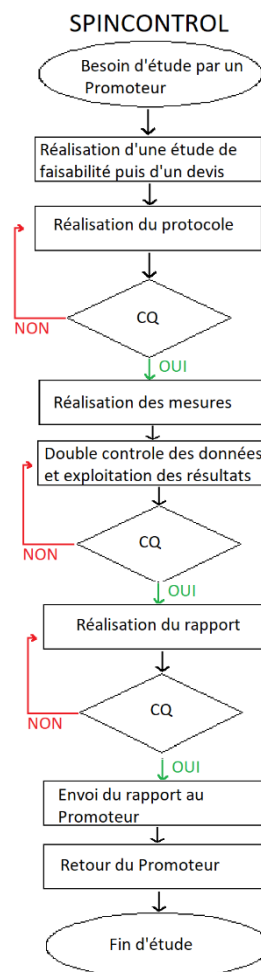 SPINCONTROL
Besoin d'étude par un
Promoteur
Réalisation d'une étude de
faisabilité puis d'un devis
Réalisation du protocole
CQ
NON
OUI
Réalisation des mesures
Double controle des données
et exploitation des résultats
CQ
NON
OUI
Réalisation du rapport
CQ
NON
OUI
Envoi du rapport au
Promoteur
Retour du Promoteur
Fin d'étude